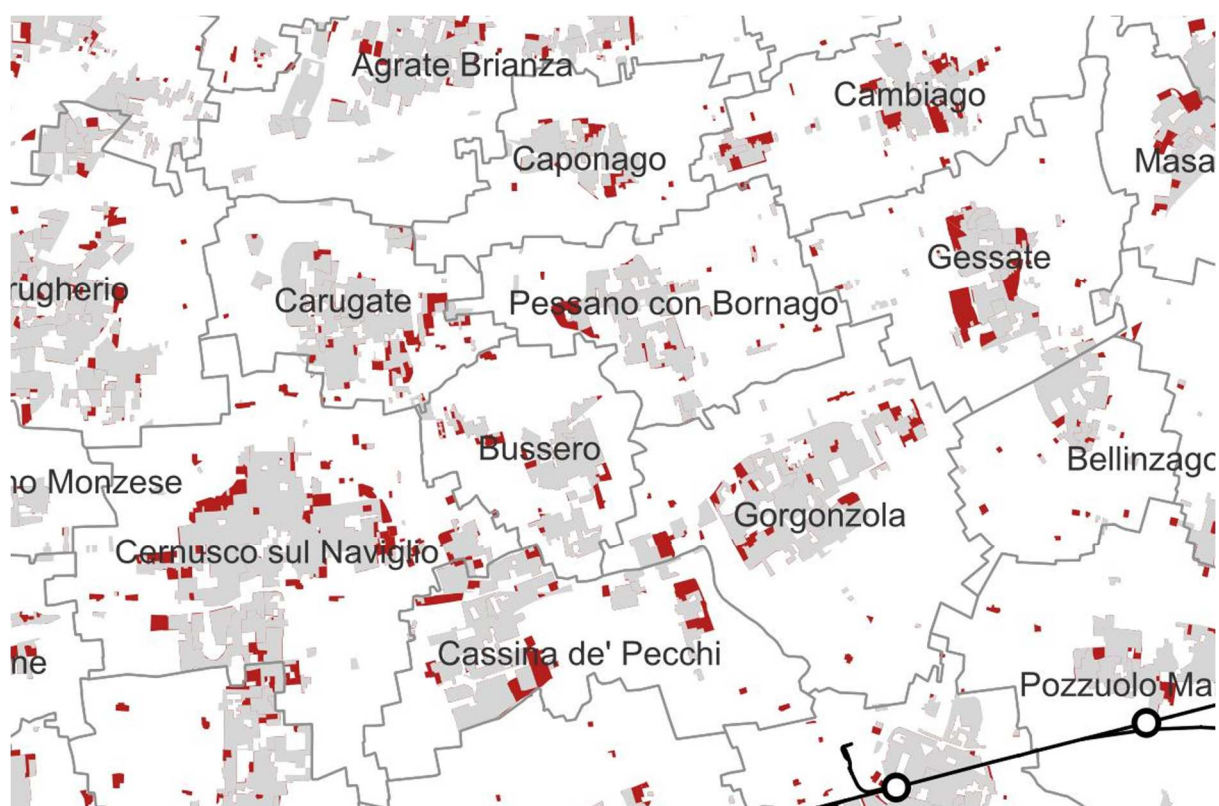 Agrate Brianza
Cambiago
Caponago
Masa
Gessate
rugherio
Carugate
Pessano con Bornago
Bussero
Bellinzago
no Monzese
Gorgonzola
Cernusco sul Naviglio
Cassina de' Pecchi
ne
Pozzuolo Ma